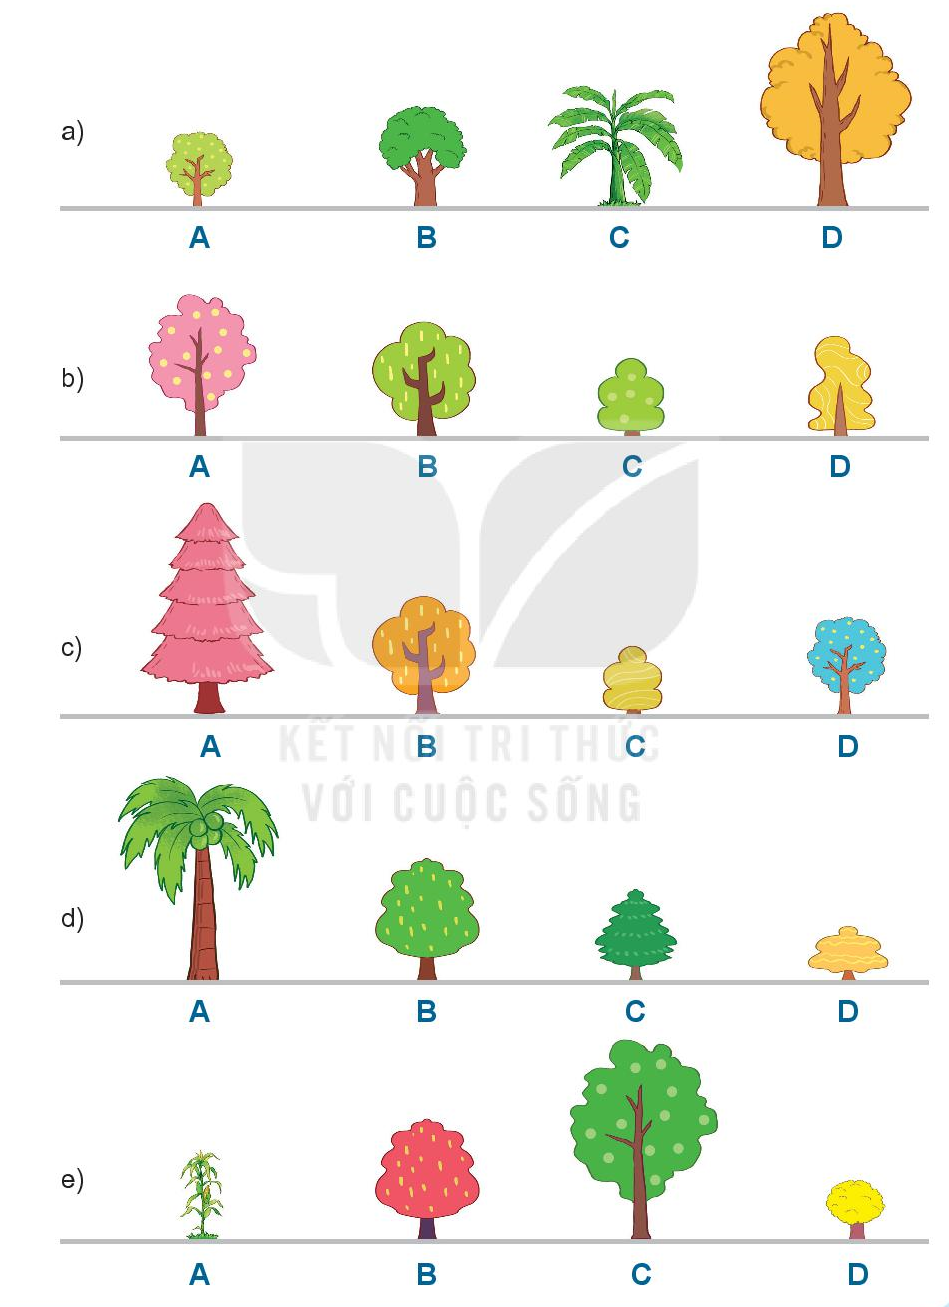 a)
A B C D
b)
A B C D
c)
A B C D
KẾT NỐI TRI THỨC
VỚI CUỘC SỐNG
d)
A B C D
e)
A B C D